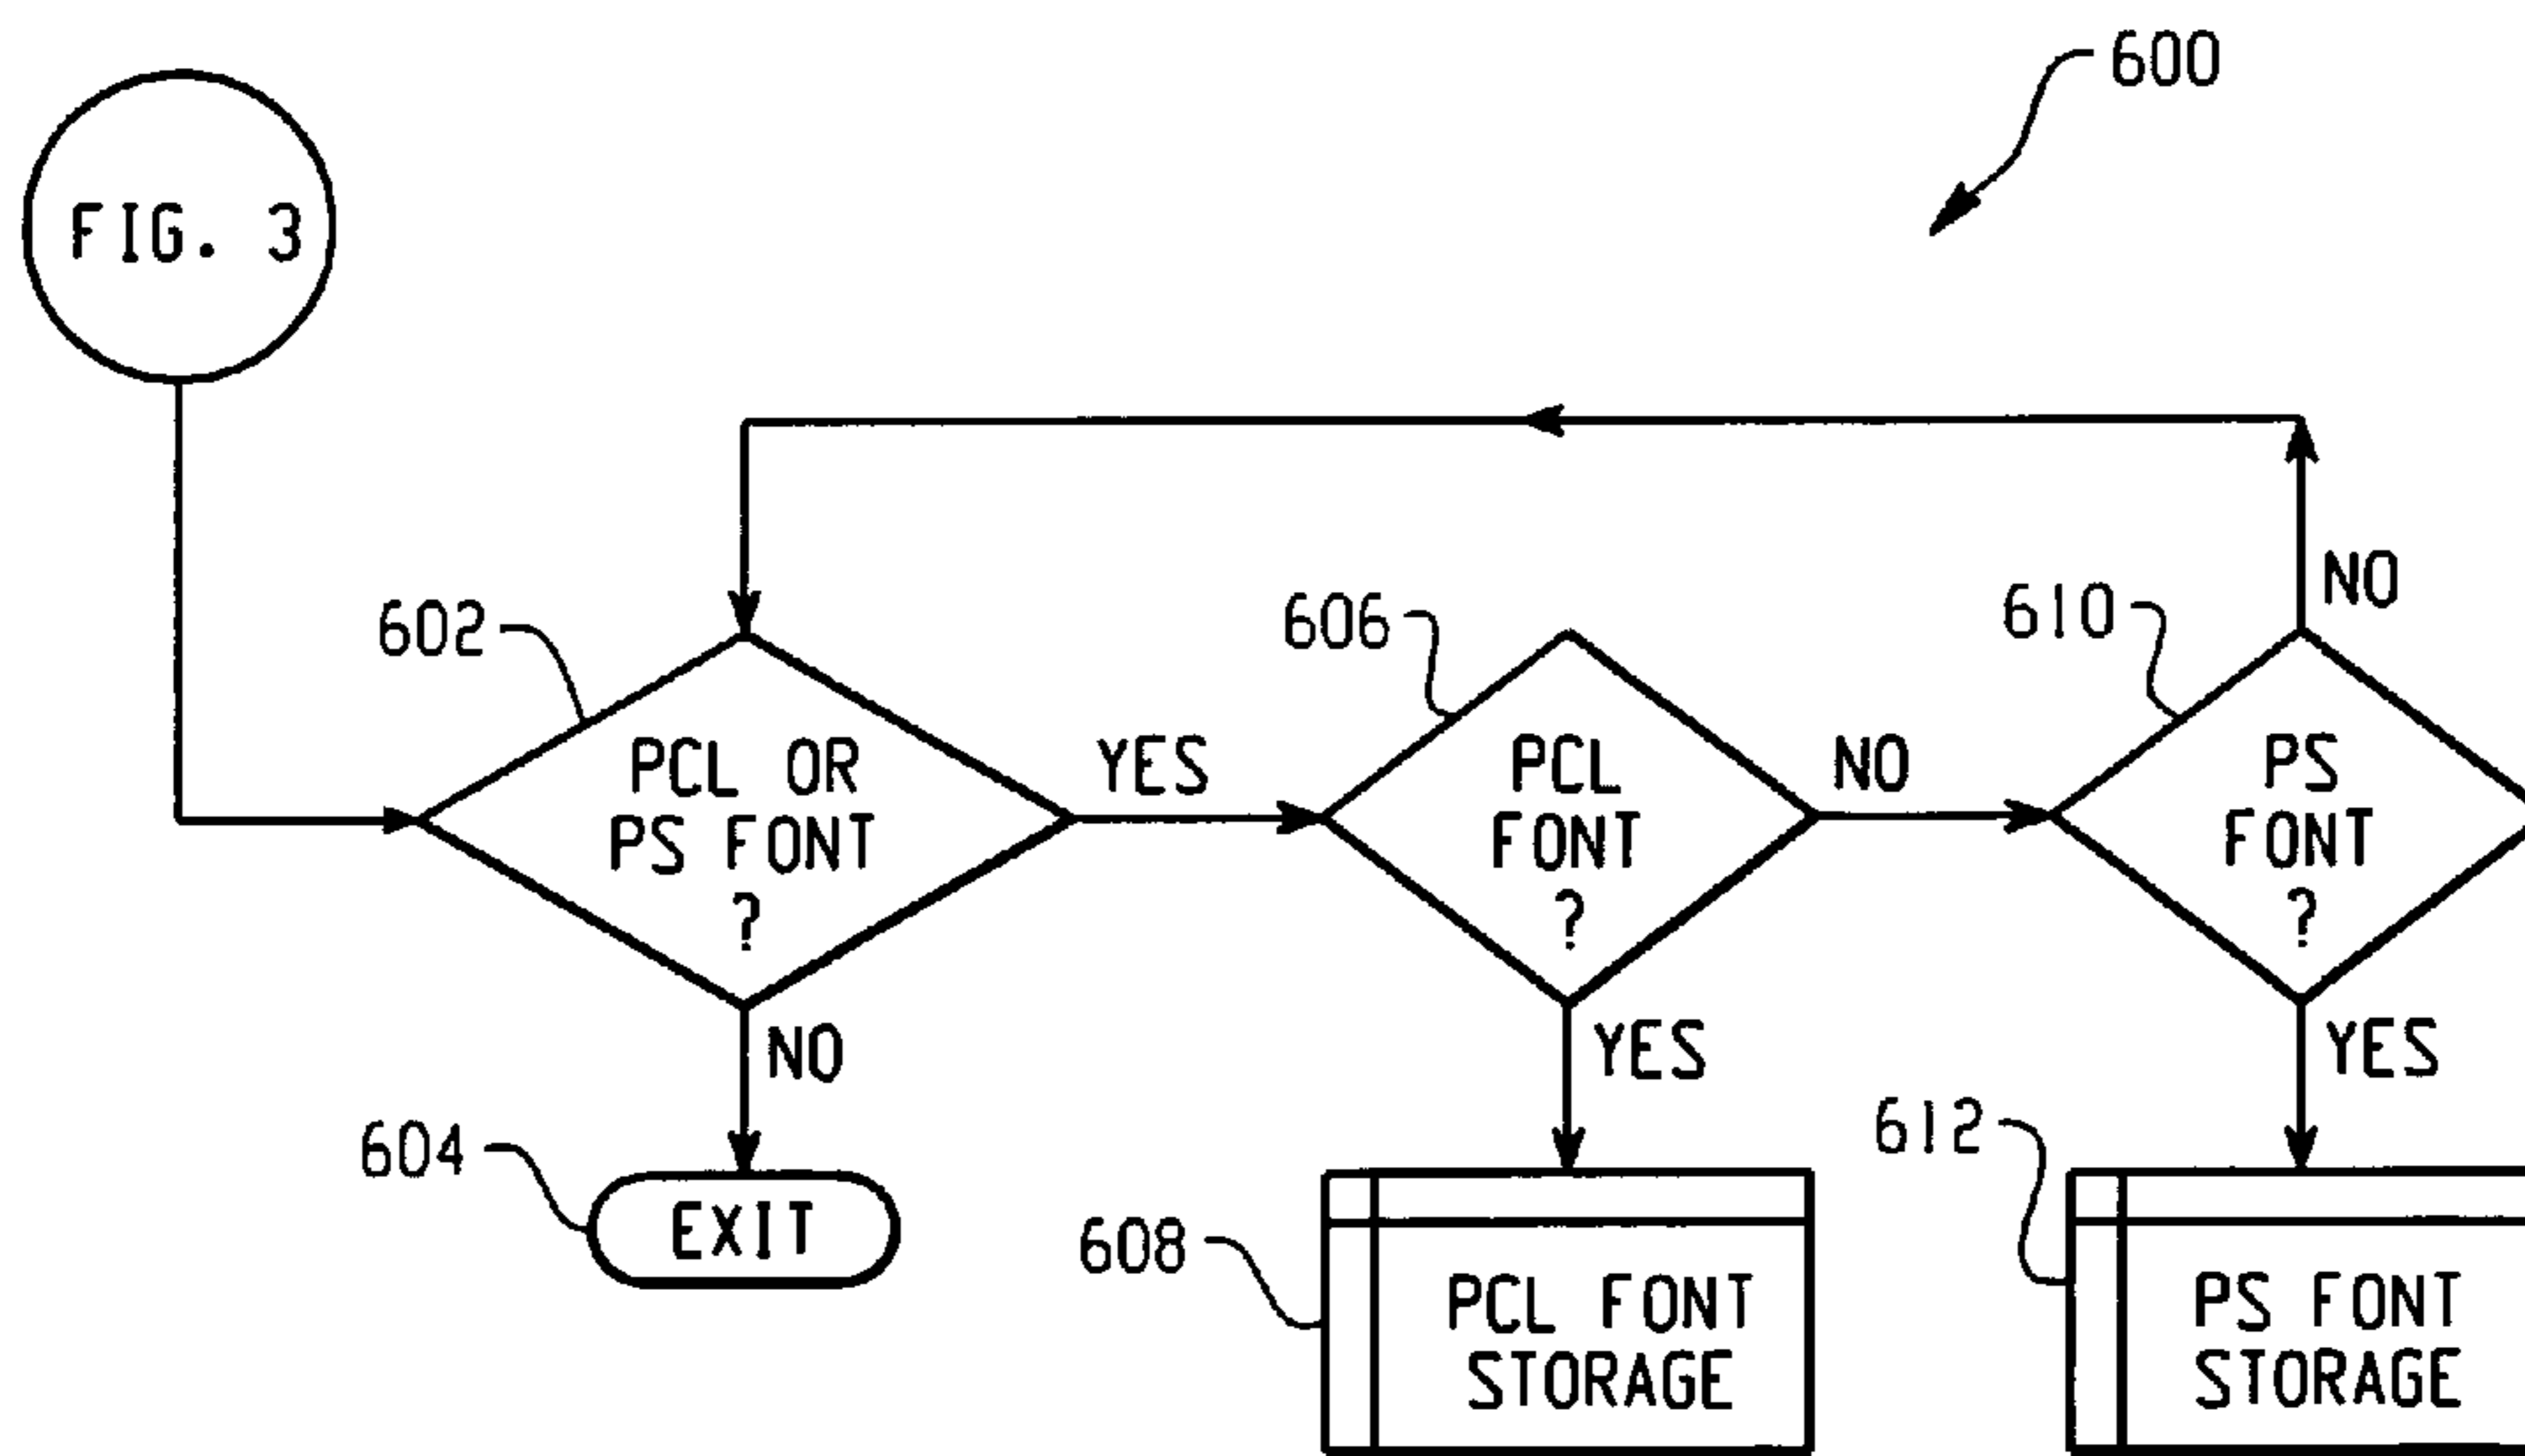 600
FIG. 3
NO
602
606
610
PCL OR
PS FONT
?
YES
PCL
FONT
?
NO
PS
FONT
?
NO
YES
YES
604
EXIT
608
PCL FONT
STORAGE
612
PS FONT
STORAGE